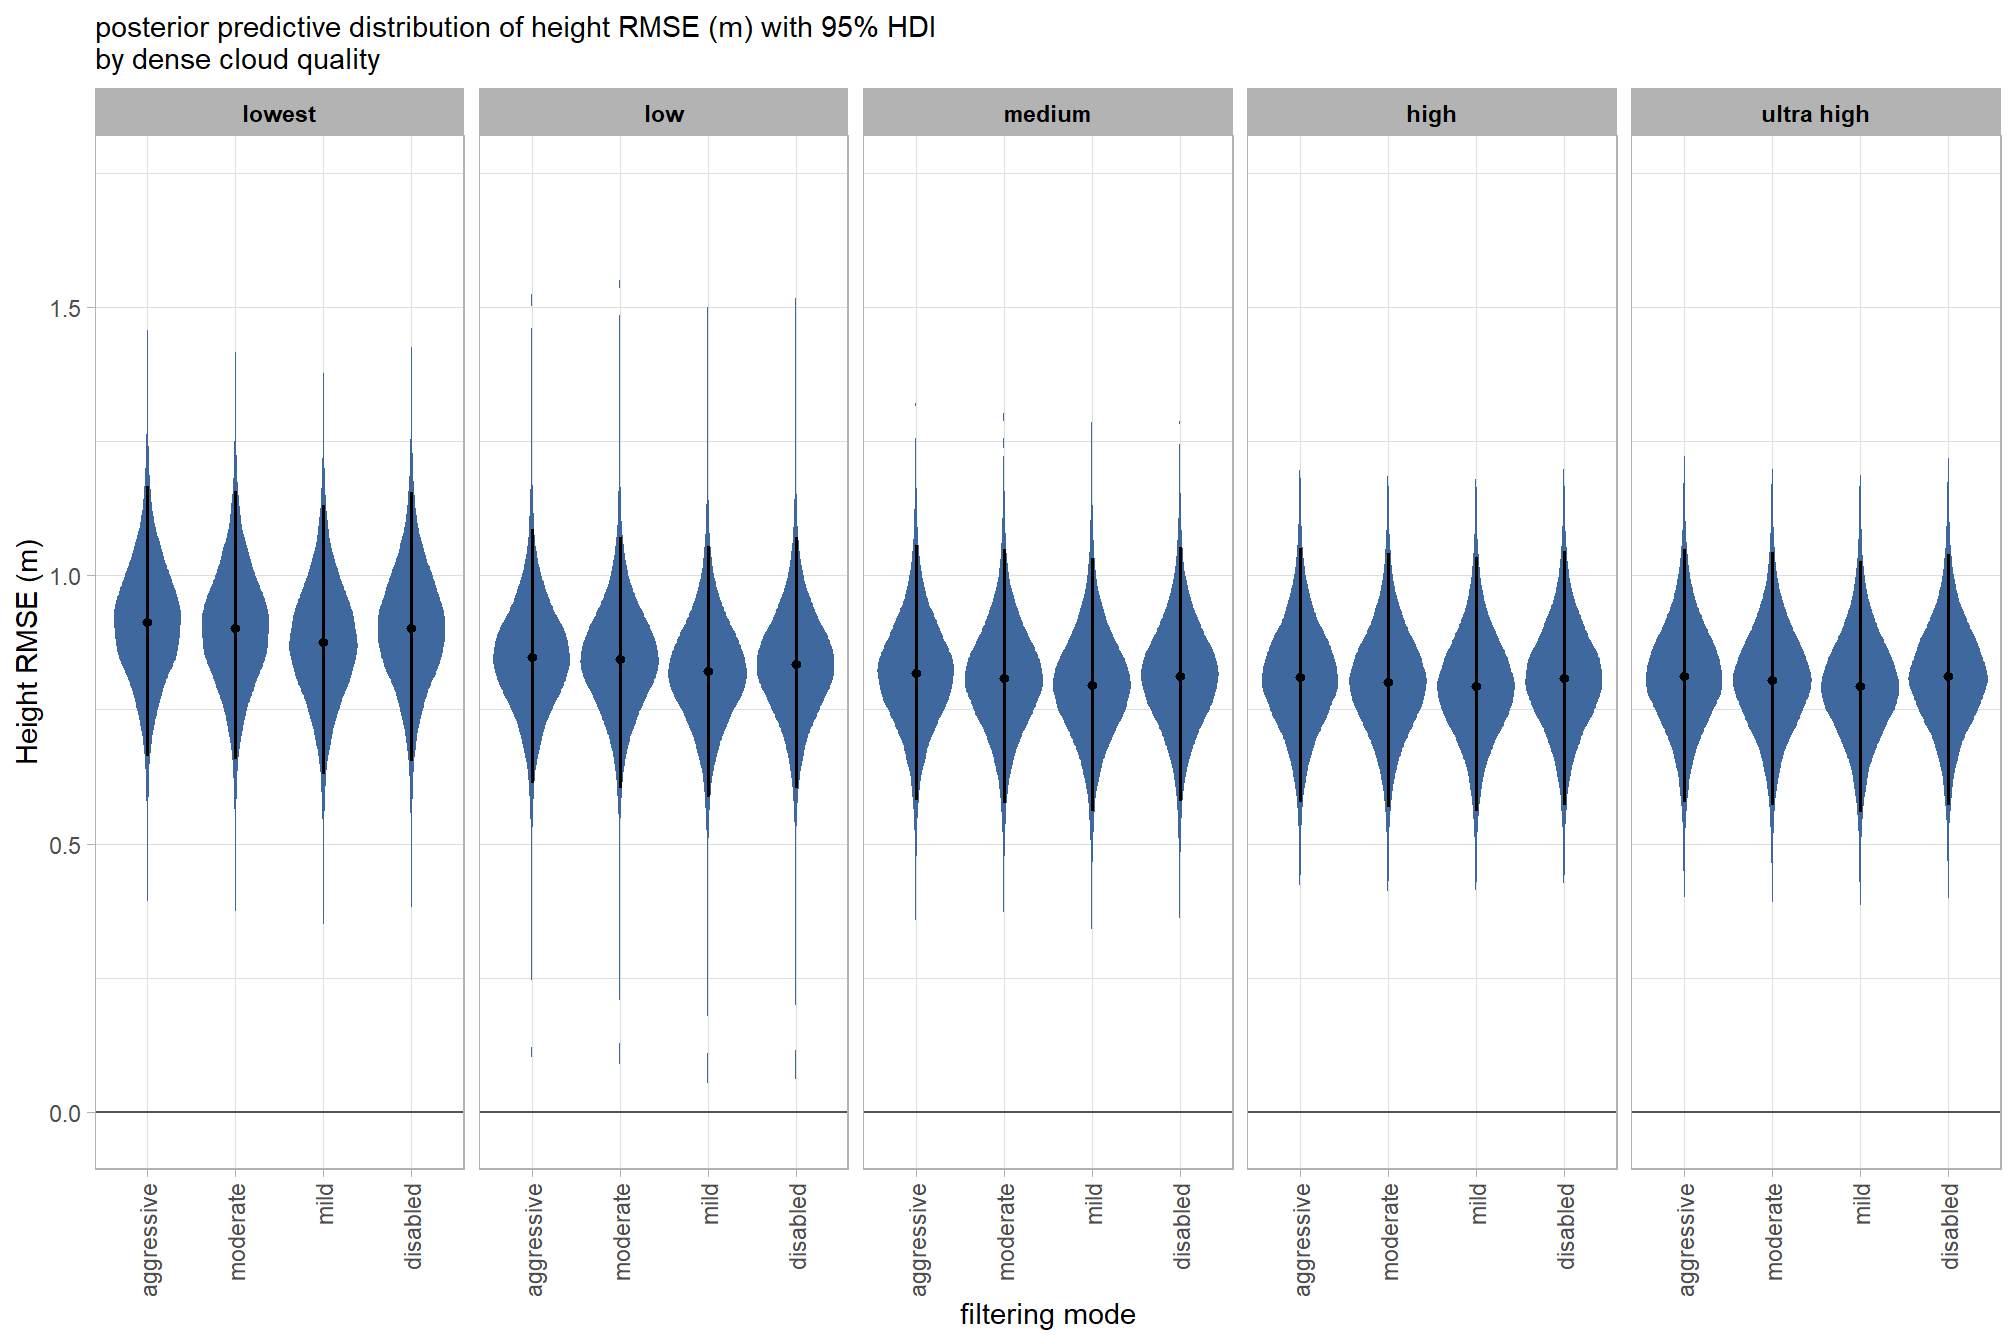 posterior predictive distribution of height RMSE (m) with 95% HDI
by dense cloud quality
lowest low medium high ultra high
Height RMSE (m)
1.5
1.0
0.5
0.0
aggressive moderate mild disabled aggressive moderate mild disabled aggressive moderate mild disabled aggressive moderate mild disabled aggressive moderate mild disabled
filtering mode